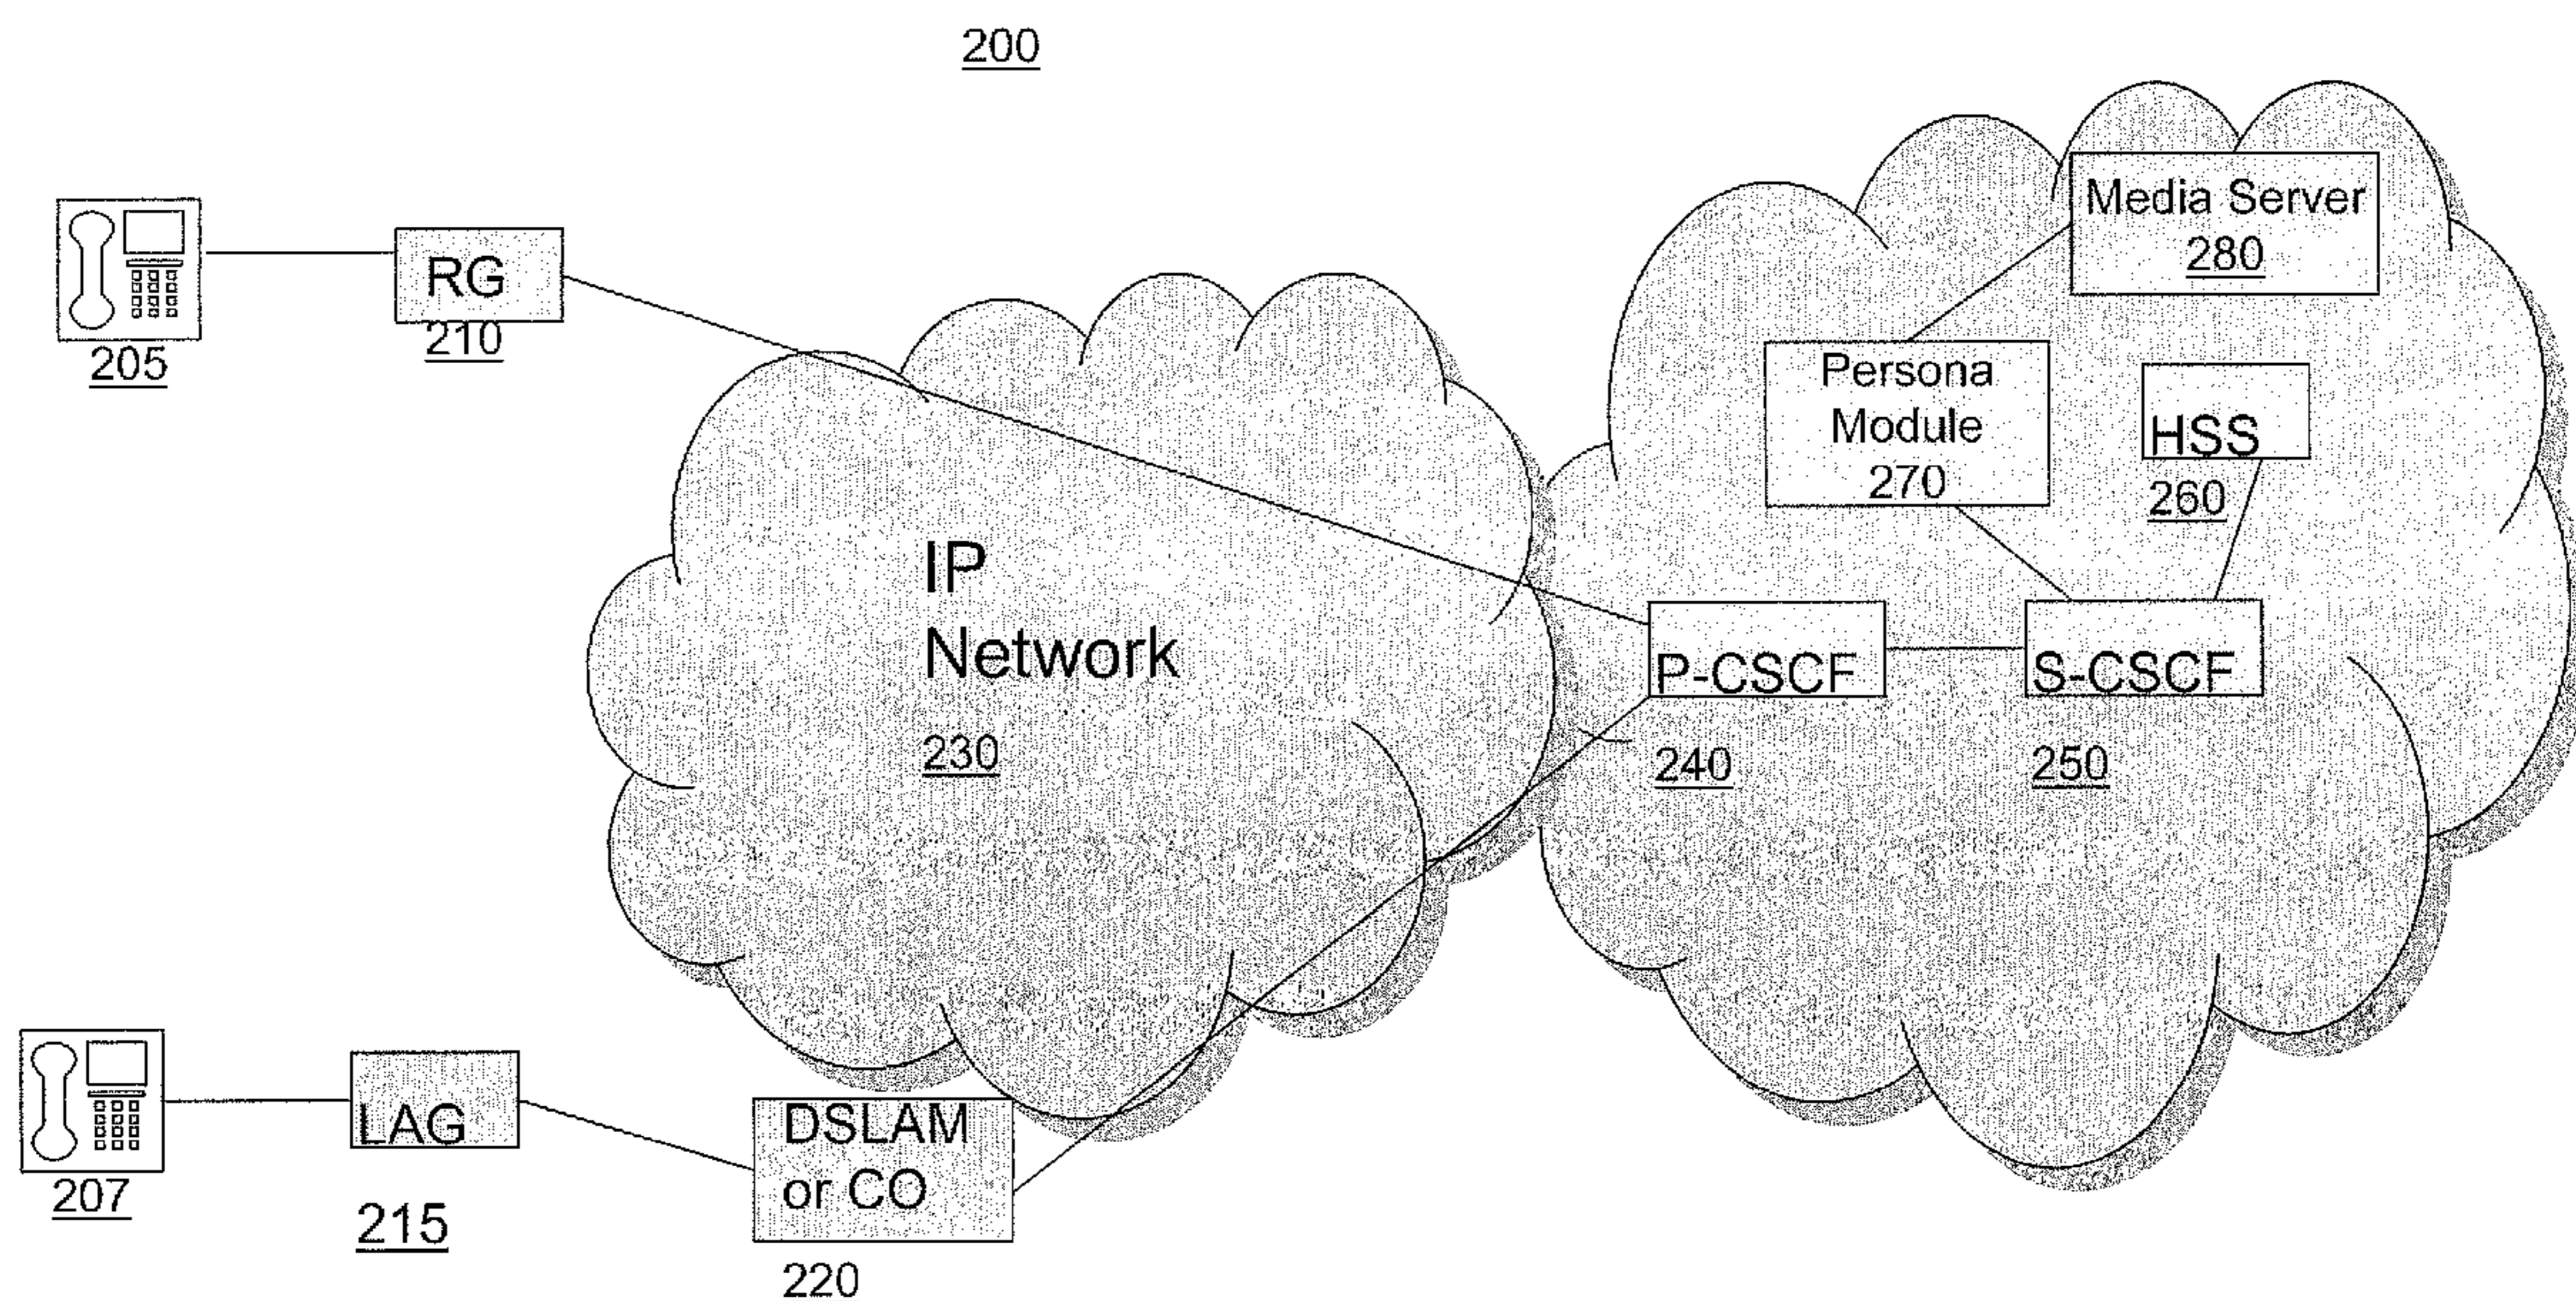 200
205
RG
210
Media Server
280
Persona
Module
270
HSS
260
IP
Network
230
P-CSCF
240
S-CSCF
250
207
LAG
215
DSLAM
or CO
220